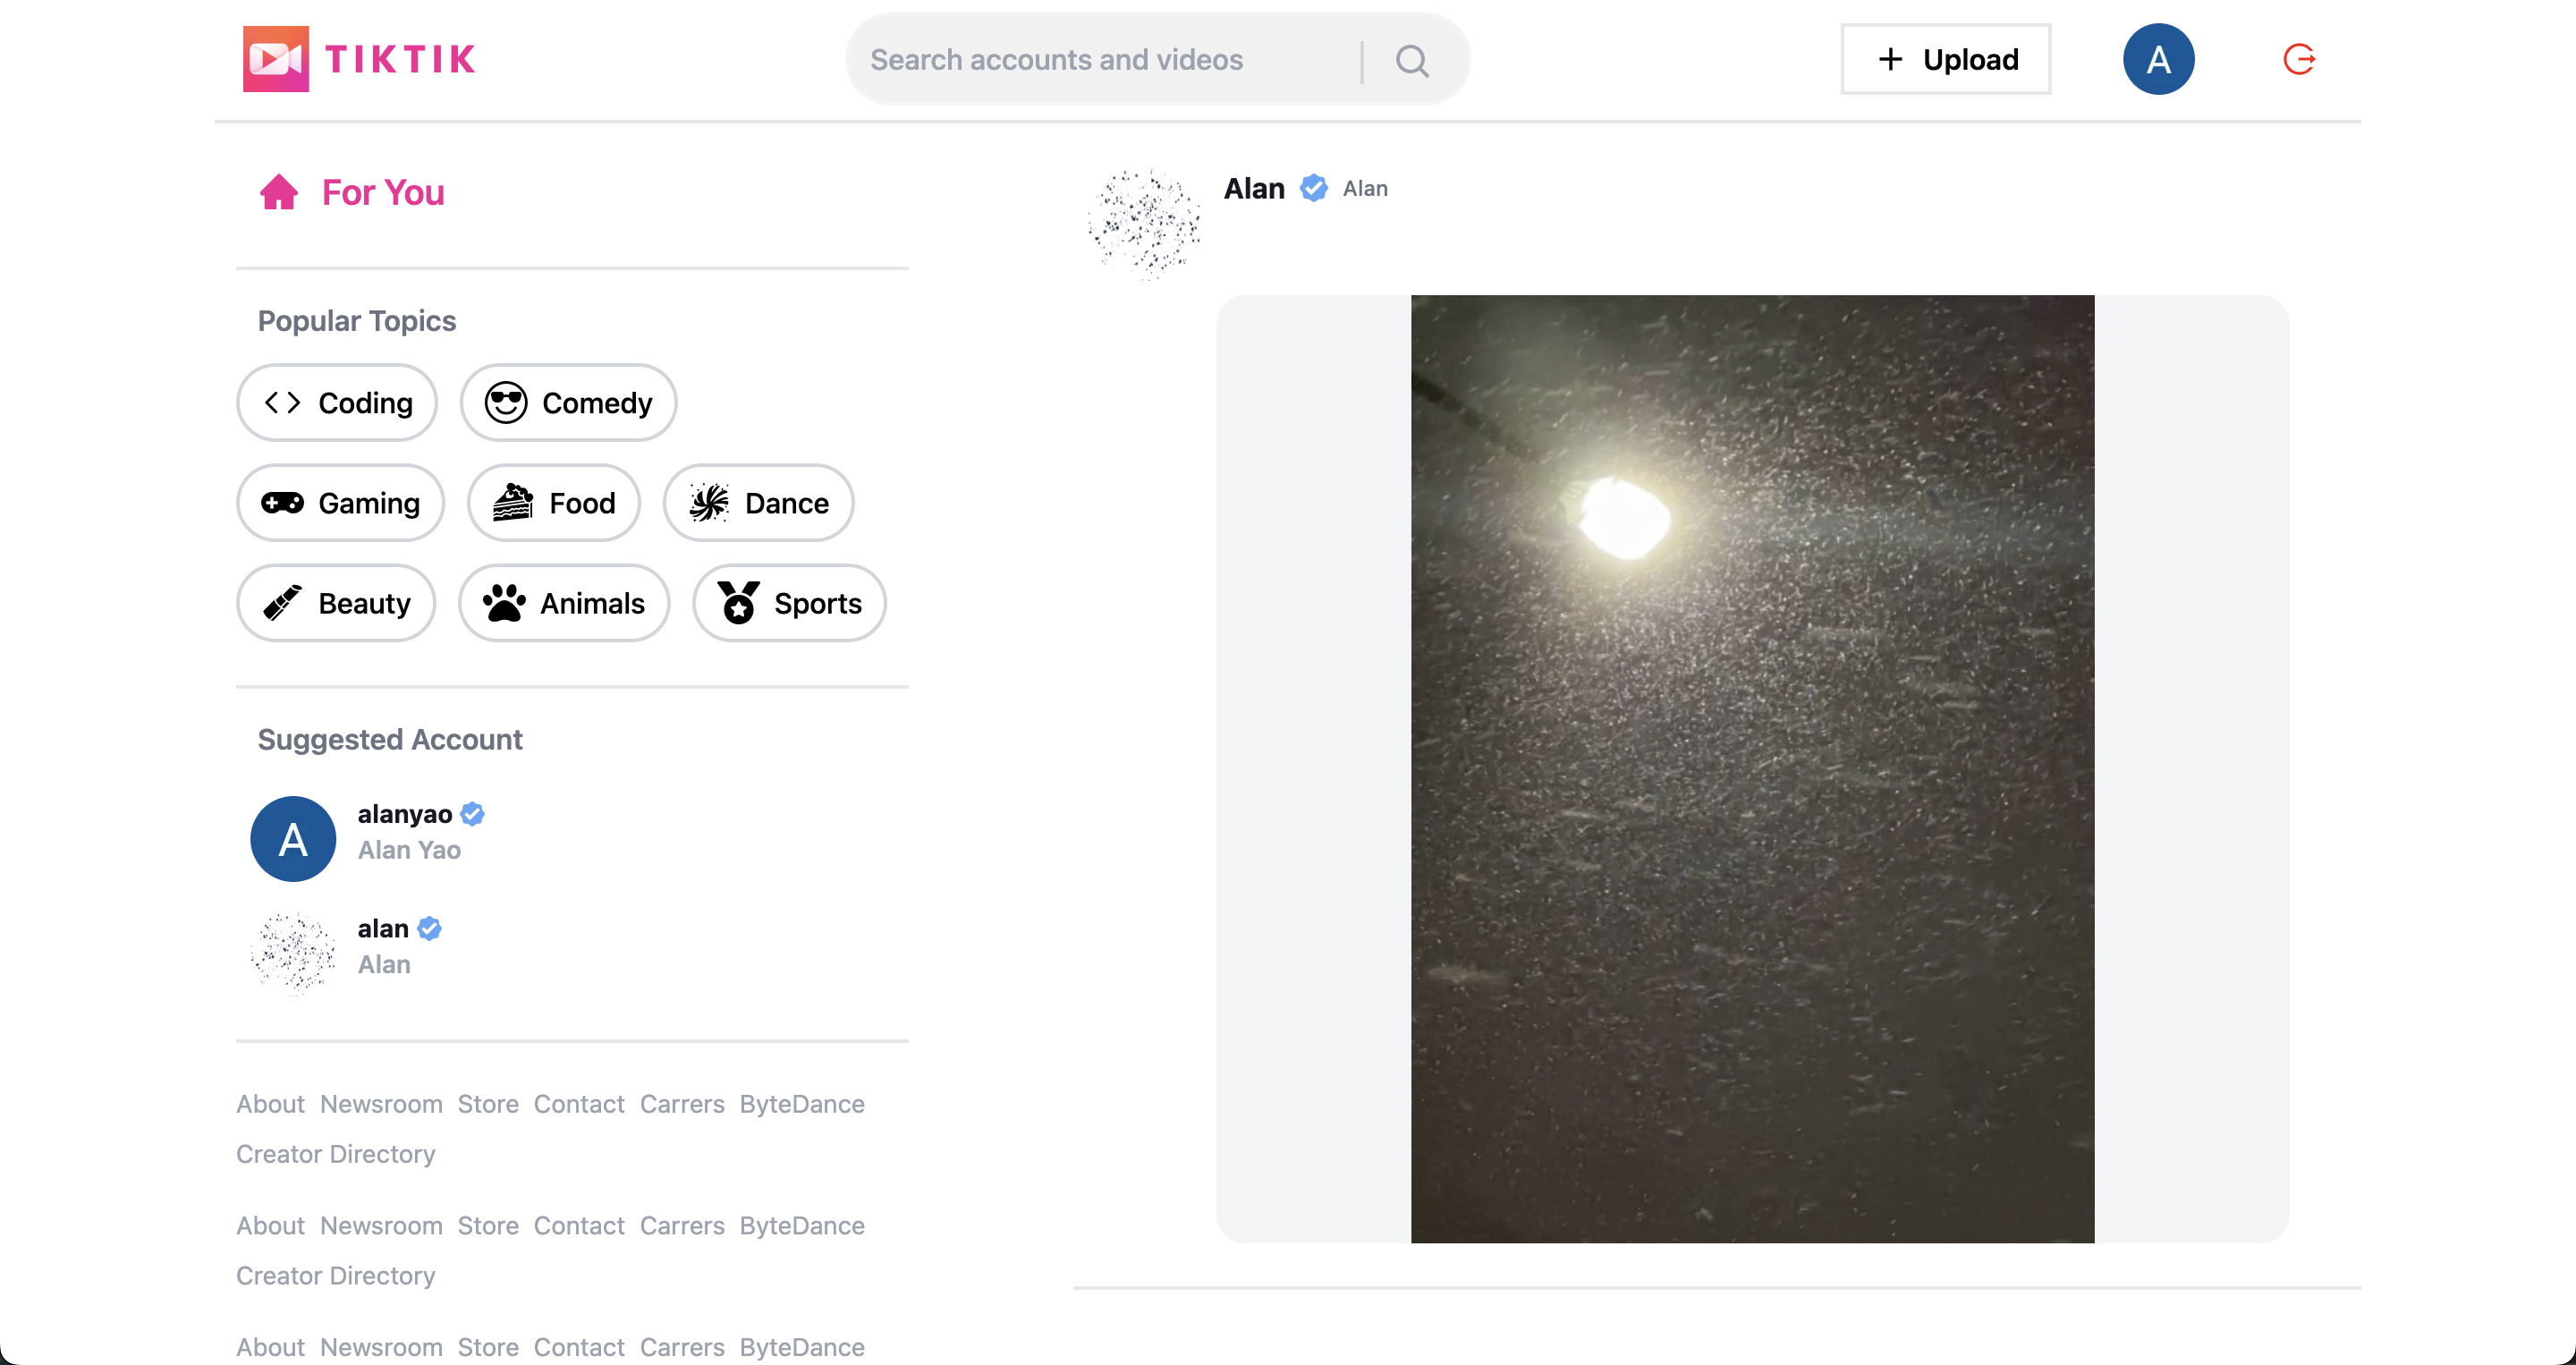 TIKTIK
Search accounts and videos
Upload
A
For You
Popular Topics
Coding
Comedy
Gaming
Food
Dance
Beauty
Animals
Sports
Suggested Account
A
alanyao
Alan Yao
alan
Alan
About Newsroom Store Contact Carrers ByteDance
Creator Directory
About Newsroom Store Contact Carrers ByteDance
Creator Directory
About Newsroom Store Contact Carrers ByteDance
Alan Alan